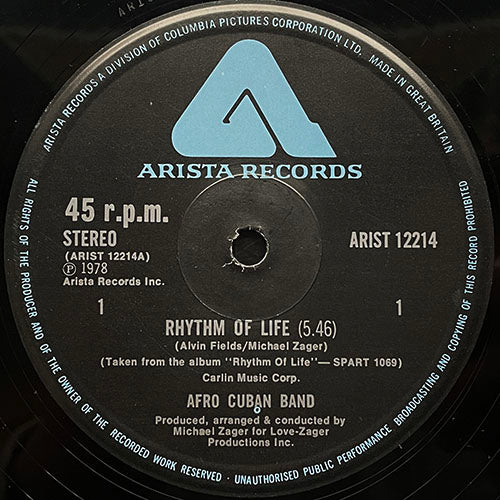 ARISTA RECORDS A DIVISION OF COLUMBIA PICTURES CORPORATION LTD. MADE IN GREAT BRITAIN
ARISTA RECORDS
45 r.p.m.
STEREO
(ARIST 12214A)
℗ 1978
Arista Records Inc.
ARIST 12214
1
1
RHYTHM OF LIFE (5.46)
(Alvin Fields/Michael Zager)
(Taken from the album "Rhythm Of Life"— SPART 1069)
Carlin Music Corp.
AFRO CUBAN BAND
Produced, arranged & conducted by
Michael Zager for Love-Zager
Productions Inc.
ALL RIGHTS OF THE PRODUCER AND OF THE OWNER OF THE RECORDED WORK RESERVED · UNAUTHORISED PUBLIC PERFORMANCE BROADCASTING AND COPYING OF THIS RECORD PROHIBITED